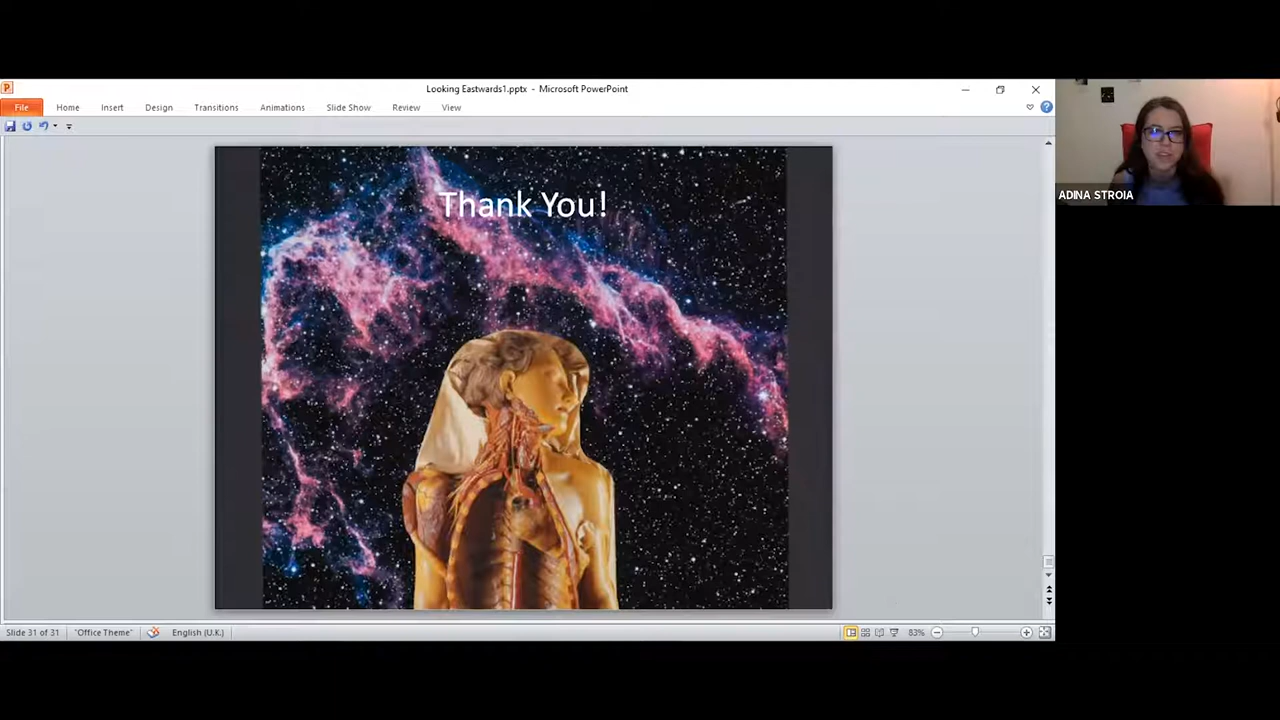 Looking Eastwards1.pptx - Microsoft PowerPoint
File Home Insert Design Transitions Animations Slide Show Review View
Thank You!
ADINA STROIA
Slide 31 of 31 "Office Theme" English (U.K.) 83%